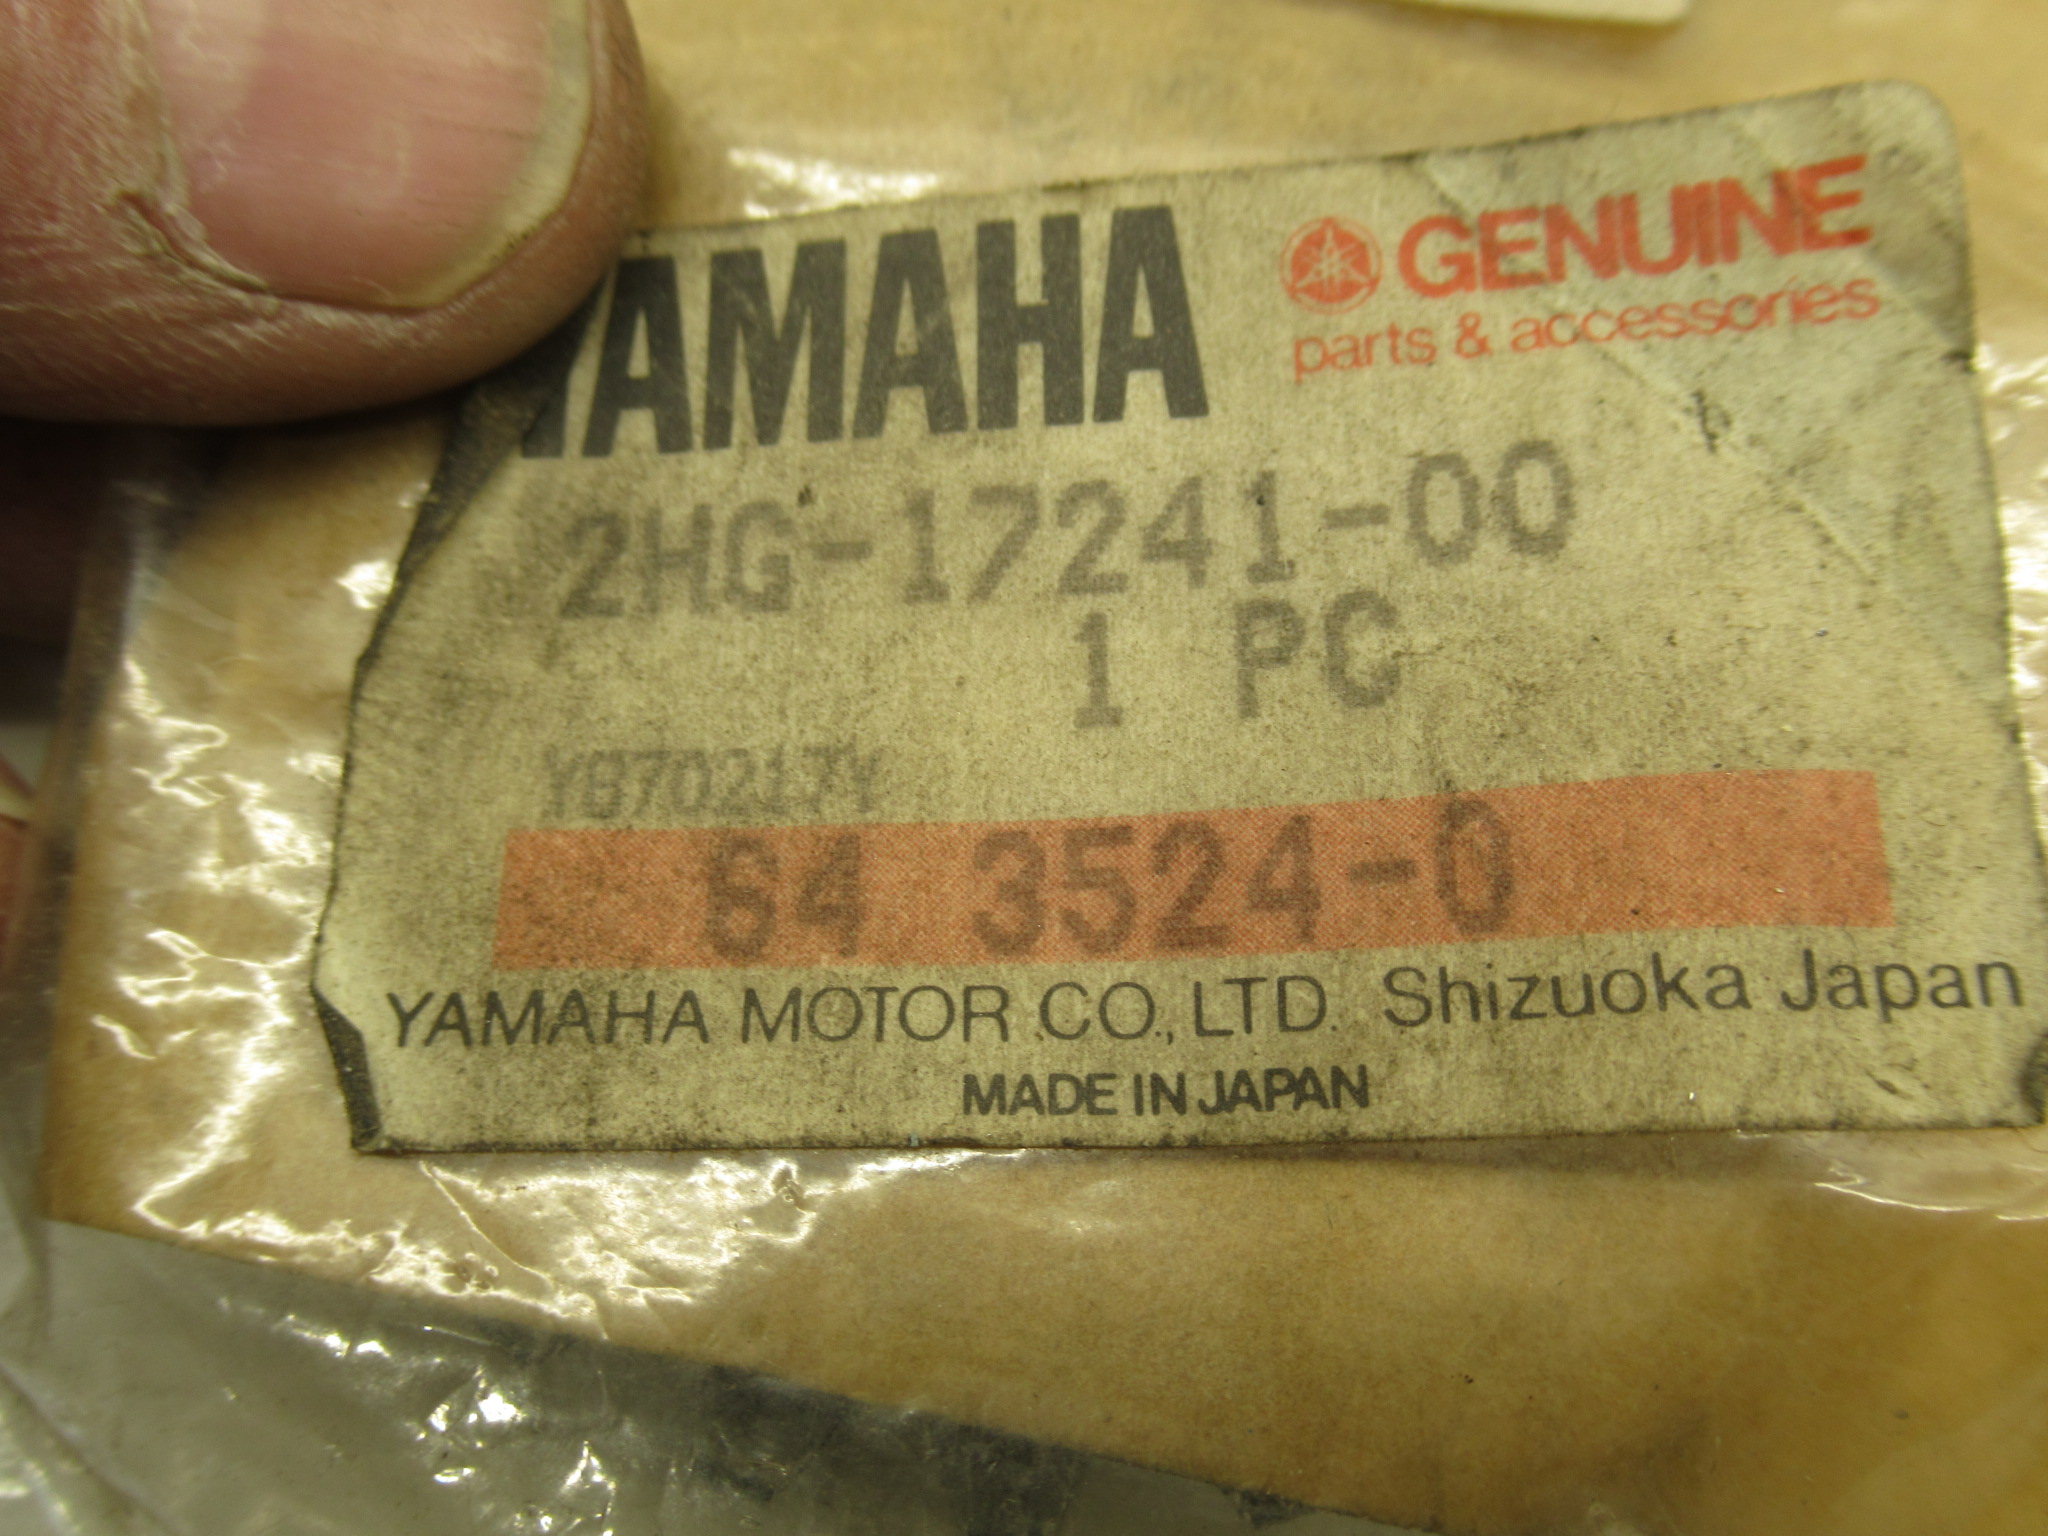 YAMAHA
GENUINE
parts & accessories
2HG-17241-00
1 PC
Y870217Y
64 3524-0
YAMAHA MOTOR CO., LTD. Shizuoka Japan
MADE IN JAPAN